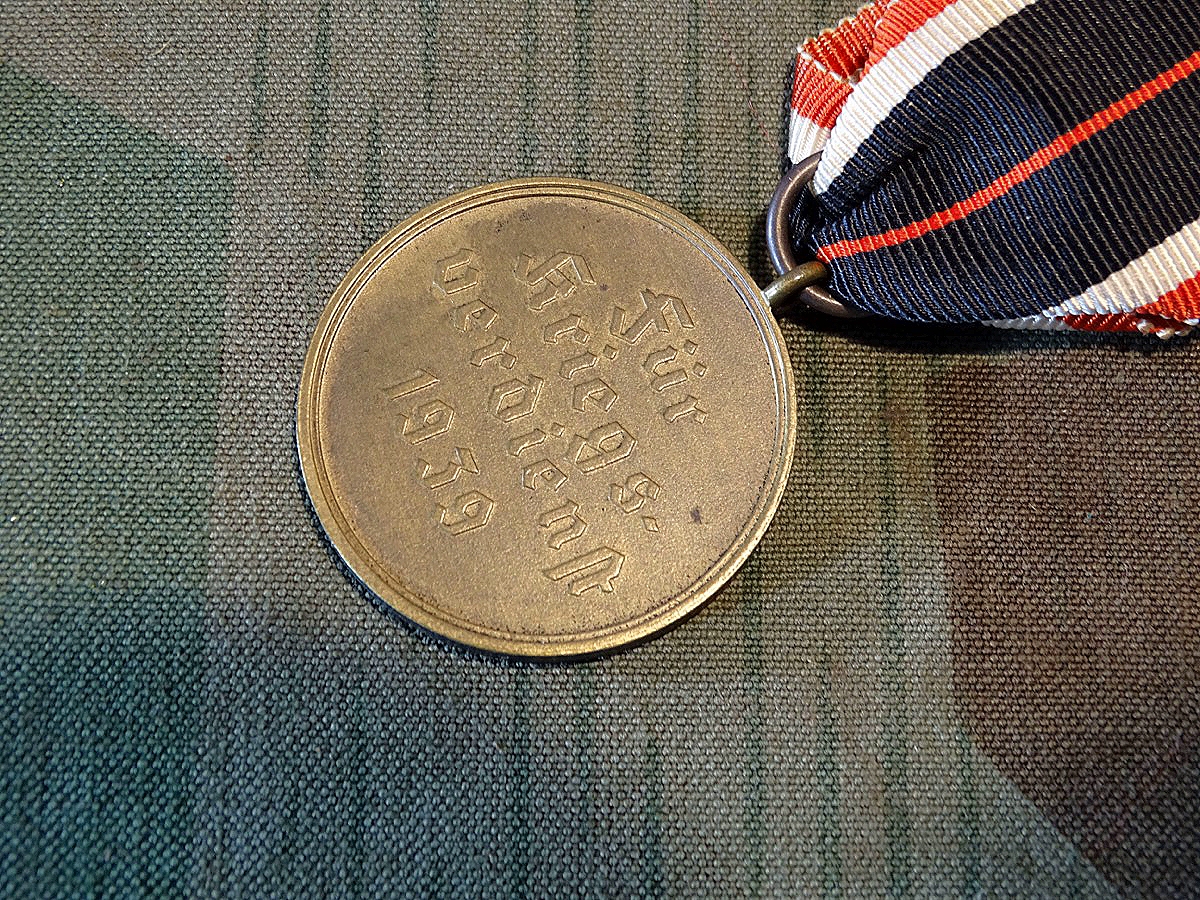 Für
Kriegs-
verdienst
1939